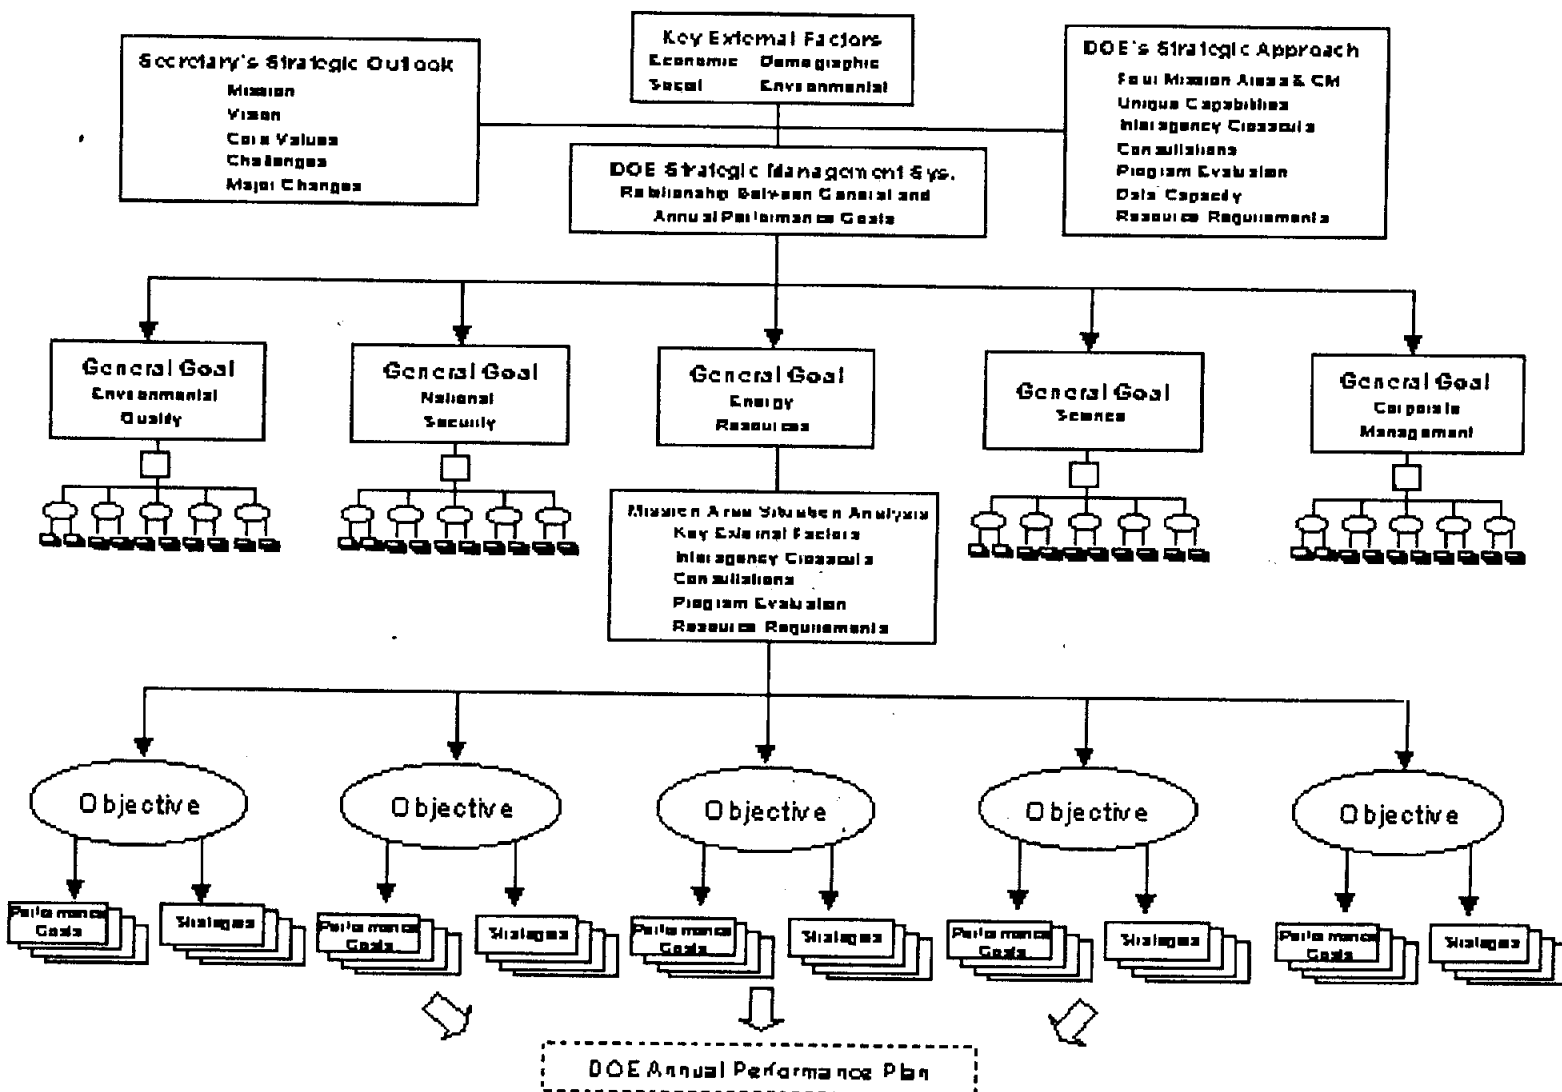 Secretary's Strategic Outlook
Mission
Vision
Core Values
Challenges
Major Changes
Key External Factors
Economic Demographic
Social Environmental
DOE's Strategic Approach
Four Mission Areas & CM
Unique Capabilities
Interagency Crosscuts
Consultations
Program Evaluation
Data Capacity
Resource Requirements
DOE Strategic Management Sys.
Relationship Between General and
Annual Performance Goals
General Goal
Environmental
Quality
General Goal
National
Security
General Goal
Energy
Resources
General Goal
Science
General Goal
Corporate
Management
Mission Area Situation Analysis
Key External Factors
Interagency Crosscuts
Consultations
Program Evaluation
Resource Requirements
Objective
Objective
Objective
Objective
Objective
Performance
Goals
Strategies
Performance
Goals
Strategies
Performance
Goals
Strategies
Performance
Goals
Strategies
Performance
Goals
Strategies
DOE Annual Performance Plan